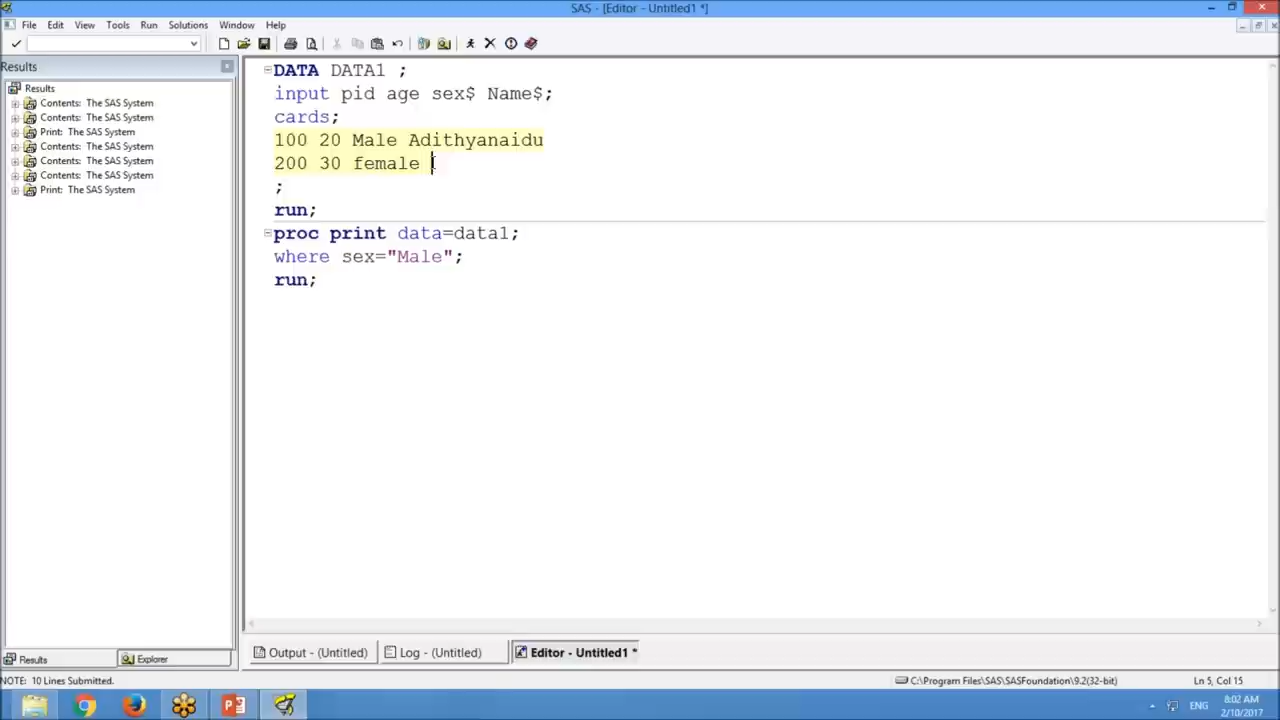 SAS - [Editor - Untitled1 *]
File Edit View Tools Run Solutions Window Help
Results
Results
Contents: The SAS System
Contents: The SAS System
Print: The SAS System
Contents: The SAS System
Contents: The SAS System
Contents: The SAS System
Print: The SAS System
DATA DATA1 ;
input pid age sex$ Name$;
cards;
100 20 Male Adithyanaidu
200 30 female
;
run;
proc print data=data1;
where sex="Male";
run;
Results
Explorer
Output - (Untitled)
Log - (Untitled)
Editor - Untitled1 *
NOTE: 10 Lines Submitted.
C:\Program Files\SAS\SASFoundation\9.2(32-bit)
Ln 5, Col 15
ENG
8:02 AM
2/10/2017